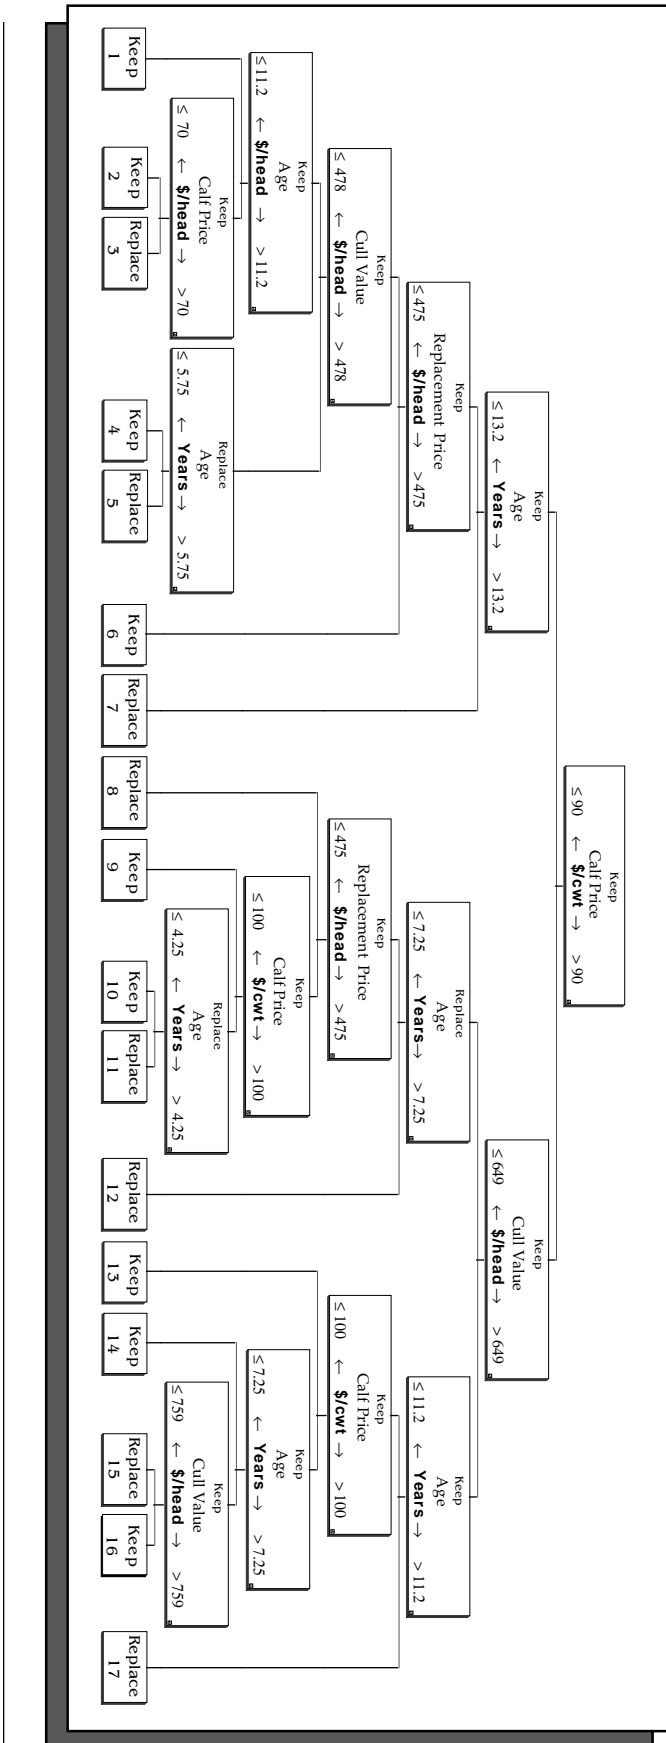 Keep
Calf Price
≤ 90 ← $/cwt → > 90
Keep
Age
≤ 13.2 ← Years → > 13.2
Keep
Cull Value
≤ 649 ← $/head → > 649
Keep
Replacement Price
≤ 475 ← $/head → > 475
Replace
Age
≤ 7.25 ← Years → > 7.25
Keep
Age
≤ 11.2 ← Years → > 11.2
Keep
Cull Value
≤ 478 ← $/head → > 478
Keep
Replacement Price
≤ 475 ← $/head → > 475
Keep
Calf Price
≤ 100 ← $/cwt → > 100
Keep
Age
≤ 11.2 ← $/head → > 11.2
Keep
Calf Price
≤ 100 ← $/cwt → > 100
Keep
Age
≤ 7.25 ← Years → > 7.25
Keep
Calf Price
≤ 70 ← $/head → > 70
Replace
Age
≤ 5.75 ← Years → > 5.75
Replace
Age
≤ 4.25 ← Years → > 4.25
Keep
Cull Value
≤ 759 ← $/head → > 759
Keep
1
Keep
2
Replace
3
Keep
4
Replace
5
Keep
6
Replace
7
Replace
8
Keep
9
Keep
10
Replace
11
Replace
12
Keep
13
Keep
14
Replace
15
Keep
16
Replace
17